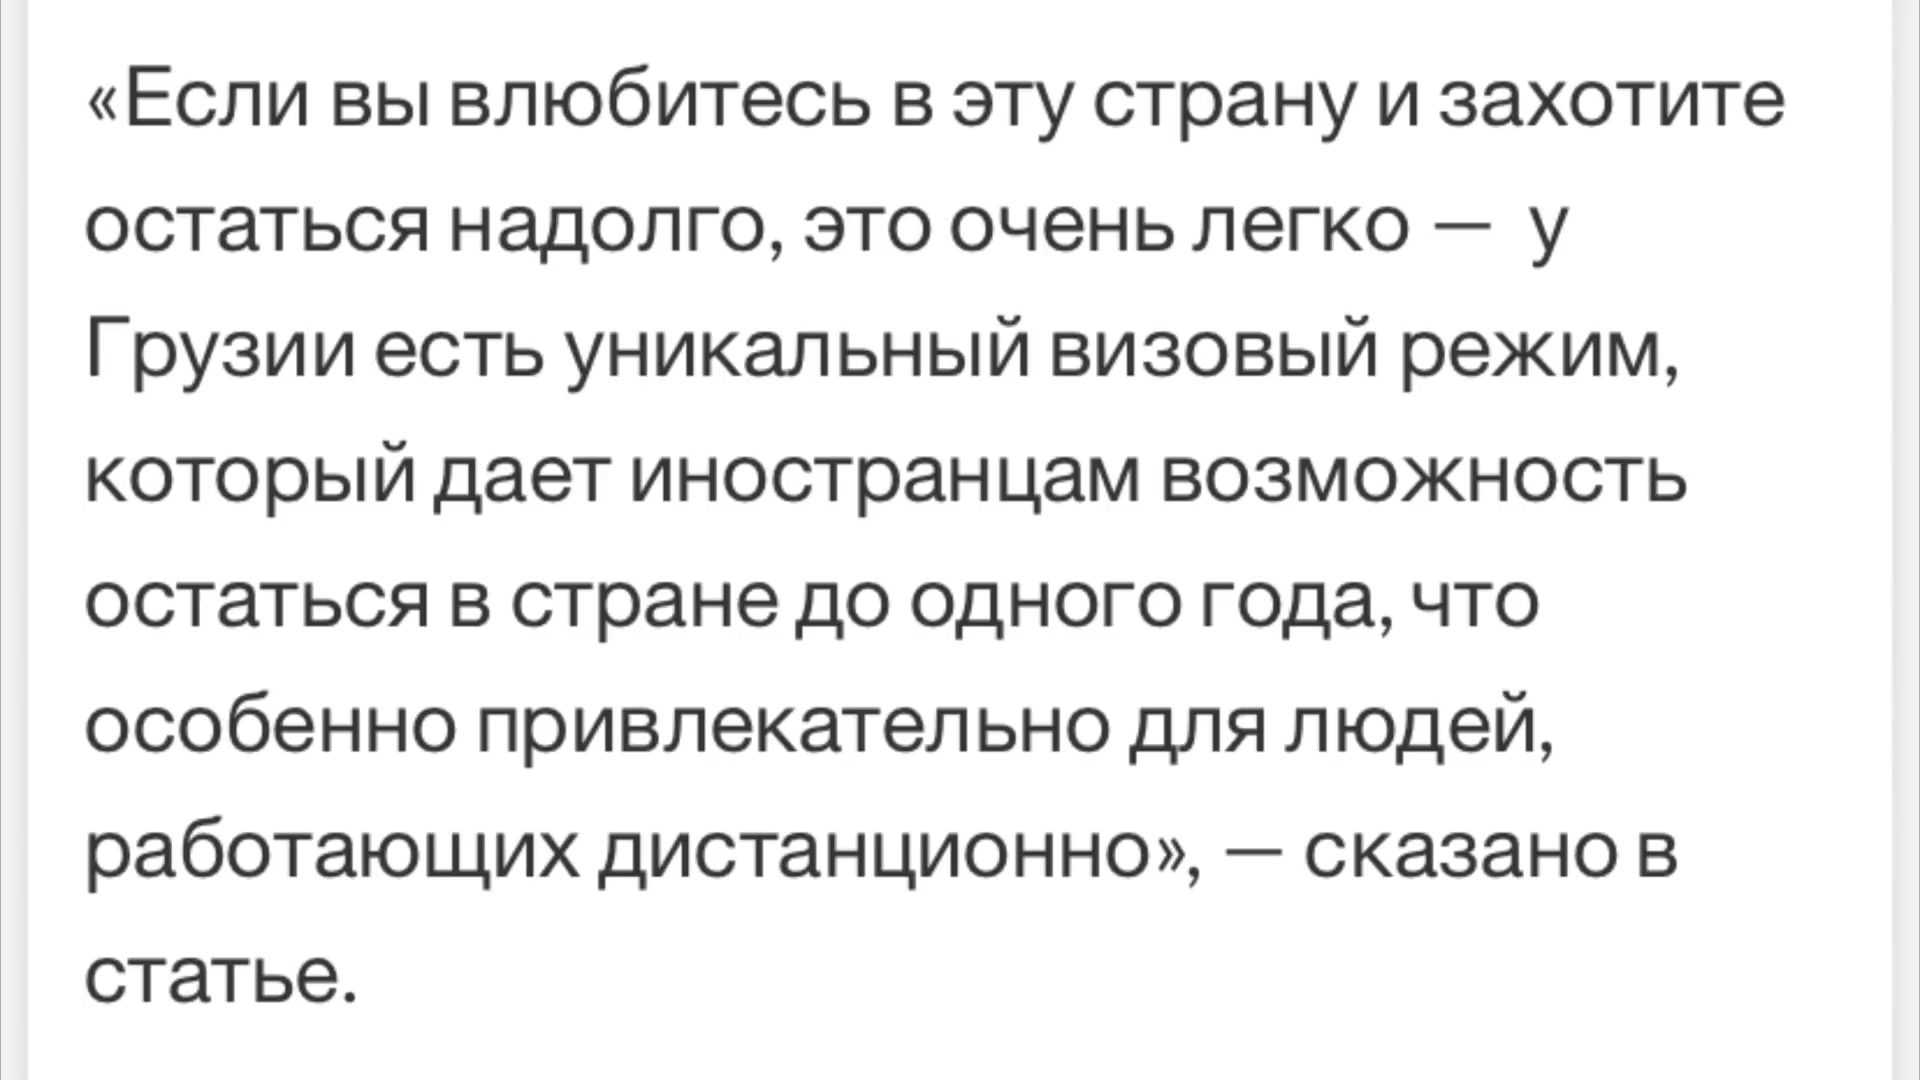 «Если вы влюбитесь в эту страну и захотите
остаться надолго, это очень легко —  у
Грузии есть уникальный визовый режим,
который дает иностранцам возможность
остаться в стране до одного года, что
особенно привлекательно для людей,
работающих дистанционно», — сказано в
статье.